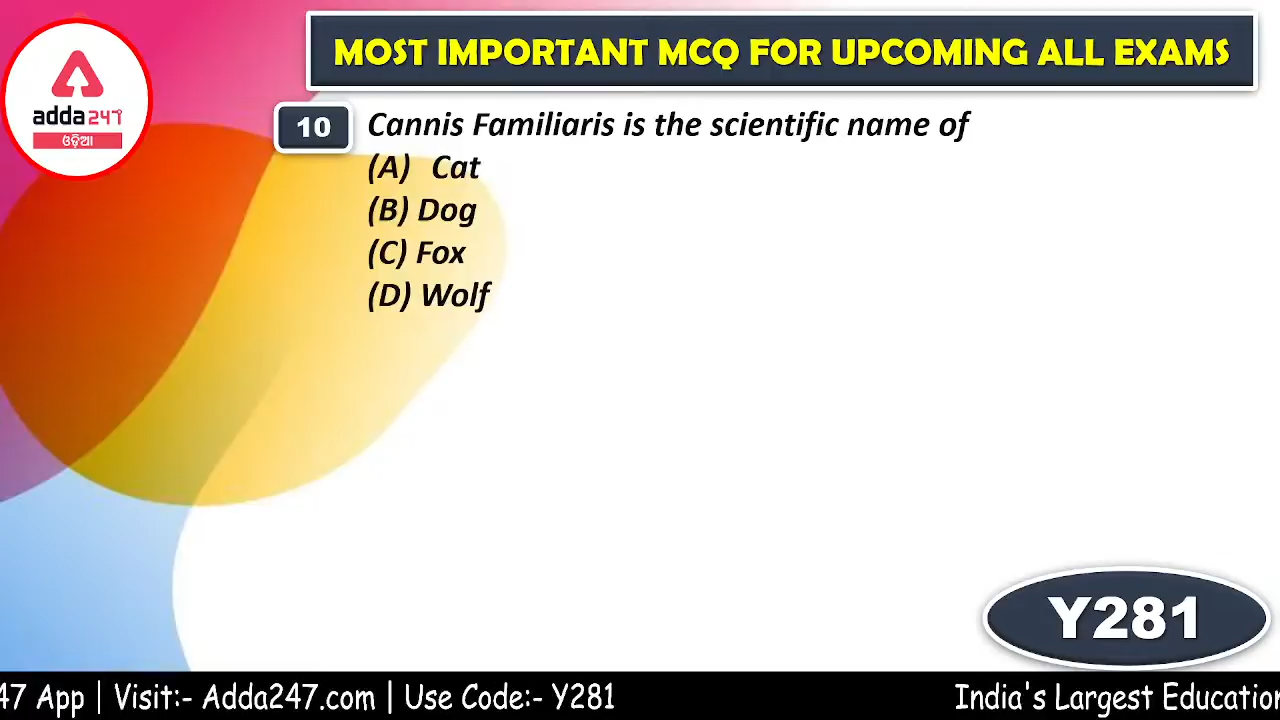 MOST IMPORTANT MCQ FOR UPCOMING ALL EXAMS
adda247
ଓଡ଼ିଆ
10
Cannis Familiaris is the scientific name of
(A) Cat
(B) Dog
(C) Fox
(D) Wolf
Y281
47 App | Visit:- Adda247.com | Use Code:- Y281
India's Largest Education